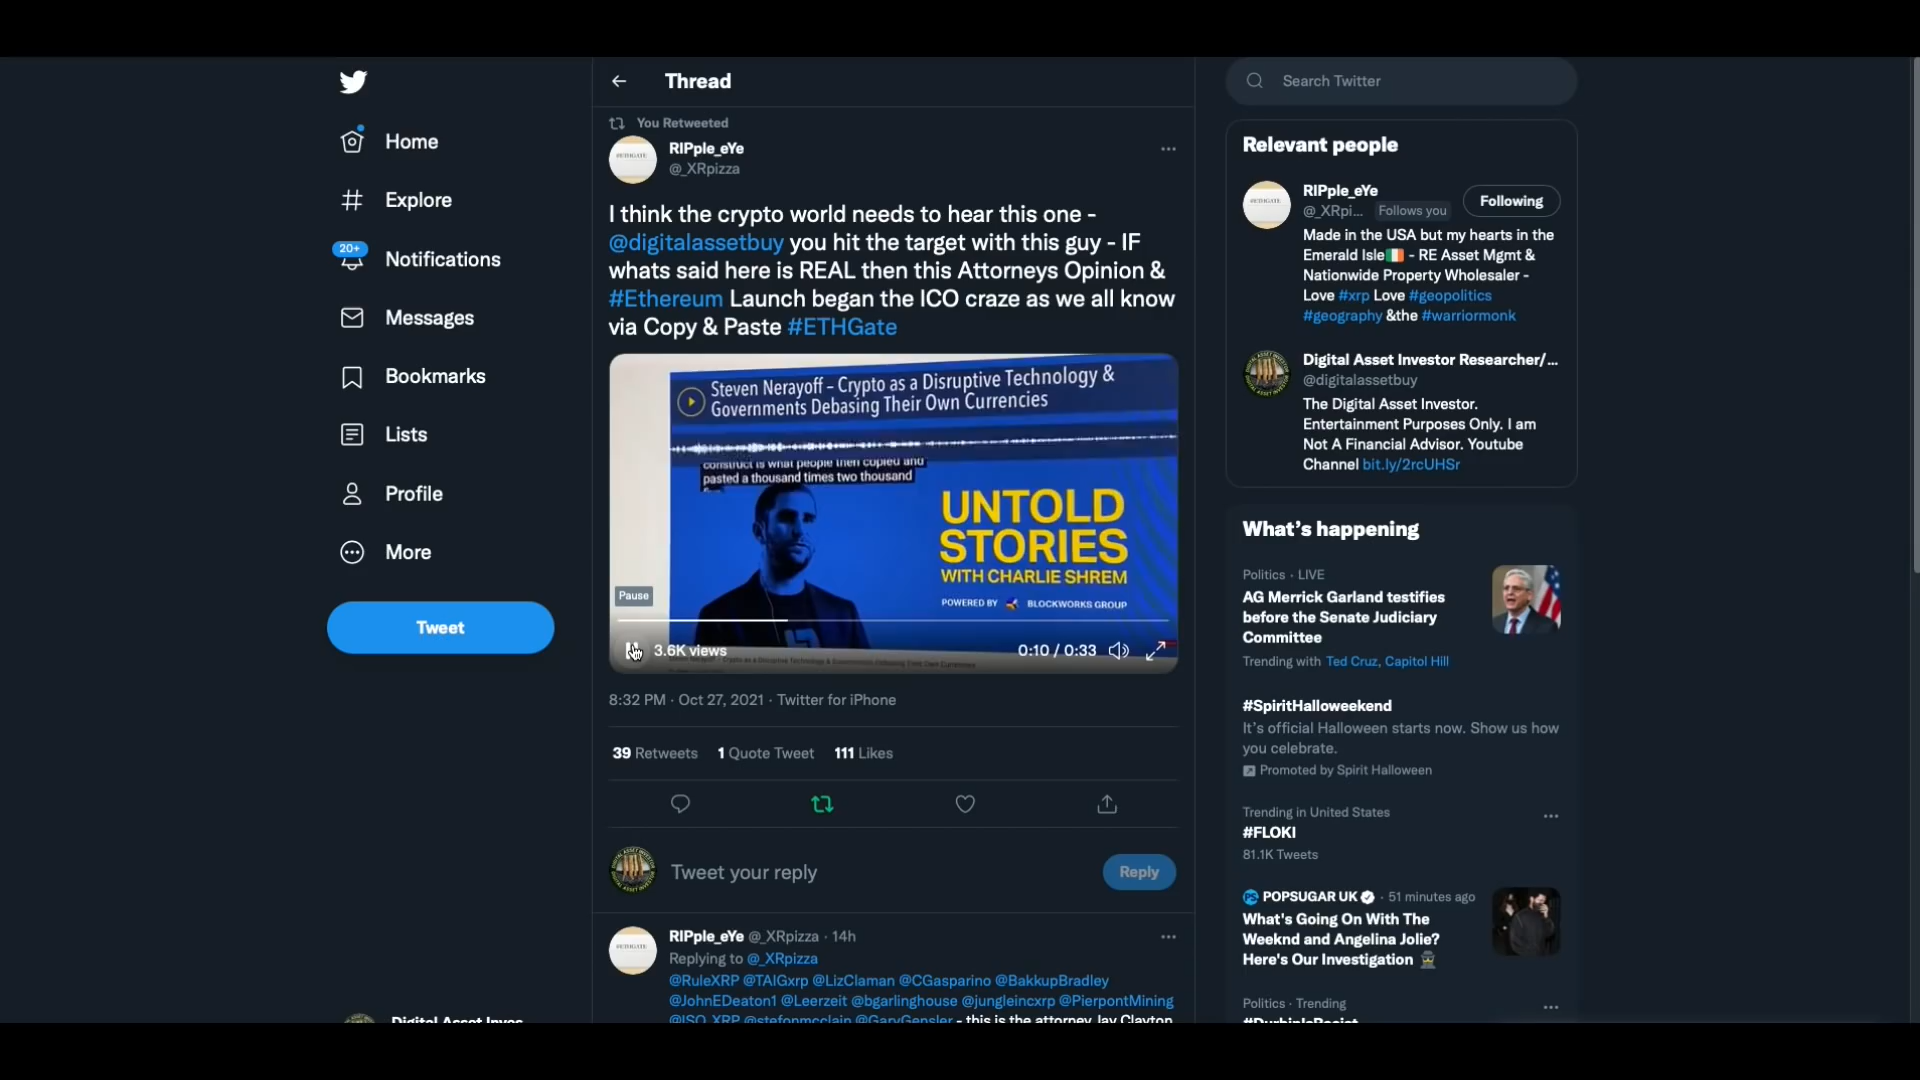 Home
Explore
20+
Notifications
Messages
Bookmarks
Lists
Profile
More
Tweet
Thread
You Retweeted
RIPple_eYe
@_XRpizza
I think the crypto world needs to hear this one -
@digitalassetbuy you hit the target with this guy - IF
whats said here is REAL then this Attorneys Opinion &
#Ethereum Launch began the ICO craze as we all know
via Copy & Paste #ETHGate
Steven Nerayoff – Crypto as a Disruptive Technology &
Governments Debasing Their Own Currencies
construct is what people then copied and
pasted a thousand times two thousand
UNTOLD
STORIES
WITH CHARLIE SHREM
POWERED BY BLOCKWORKS GROUP
Pause
3.6K views
0:10 / 0:33
8:32 PM · Oct 27, 2021 · Twitter for iPhone
39 Retweets 1 Quote Tweet 111 Likes
Tweet your reply
Reply
RIPple_eYe @_XRpizza · 14h
Replying to @_XRpizza
@RuleXRP @TAIGxrp @LizClaman @CGasparino @BakkupBradley
@JohnEDeaton1 @Leerzeit @bgarlinghouse @jungleincxrp @PierpontMining
@ISO_XRP @stefonmcclain @GaryGensler - this is the attorney Jay Clayton
Search Twitter
Relevant people
RIPple_eYe
@_XRpi... Follows you
Following
Made in the USA but my hearts in the
Emerald Isle🇮🇪 - RE Asset Mgmt &
Nationwide Property Wholesaler -
Love #xrp Love #geopolitics
#geography &the #warriormonk
Digital Asset Investor Researcher/...
@digitalassetbuy
The Digital Asset Investor.
Entertainment Purposes Only. I am
Not A Financial Advisor. Youtube
Channel bit.ly/2rcUHSr
What's happening
Politics · LIVE
AG Merrick Garland testifies
before the Senate Judiciary
Committee
Trending with Ted Cruz, Capitol Hill
#SpiritHalloweekend
It's official Halloween starts now. Show us how
you celebrate.
Promoted by Spirit Halloween
Trending in United States
#FLOKI
81.1K Tweets
POPSUGAR UK · 51 minutes ago
What's Going On With The
Weeknd and Angelina Jolie?
Here's Our Investigation
Politics · Trending
Digital Asset Inves